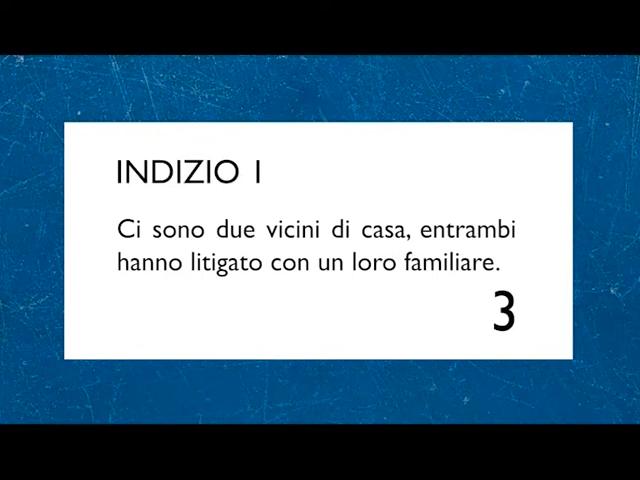 INDIZIO 1
Ci sono due vicini di casa, entrambi
hanno litigato con un loro familiare.
3